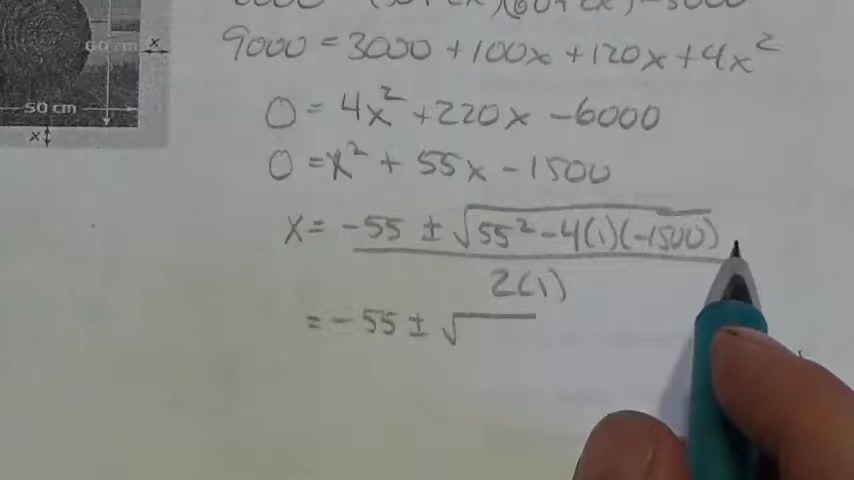 9000 = 3000 + 100x + 120x + 4x²
0 = 4x² + 220x - 6000
0 = x² + 55x - 1500
x = -55 ± √55² - 4(1)(-1500)
2(1)
= -55 ± √
60 cm
x
50 cm
x